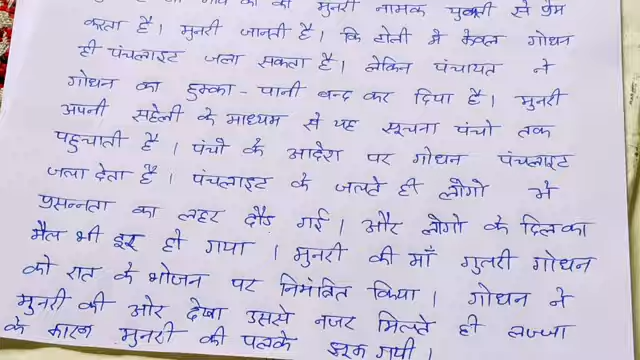 मुनरी नामक युवती से प्रेम
करता है। मुनरी जानती है। कि टोली मे केवल गोधन
ही पंचलाइट जला सकता है। लेकिन पंचायत ने
गोधन का हुक्का-पानी बन्द कर दिया है। मुनरी
अपनी सहेली के माध्यम से यह सूचना पंचो तक
पहुचाती है। पंचो के आदेश पर गोधन पंचलाइट
जला देता है। पंचलाइट के जलते ही लोगो मे
प्रसन्नता का लहर दौड गई। और लोगो के दिल का
मैल भी दूर हो गया। मुनरी की माँ गुलरी गोधन
को रात के भोजन पर निमंत्रित किया। गोधन ने
मुनरी की ओर देखा उससे नजर मिलते ही लज्जा
के कारण मुनरी की पलके झुक गयी।